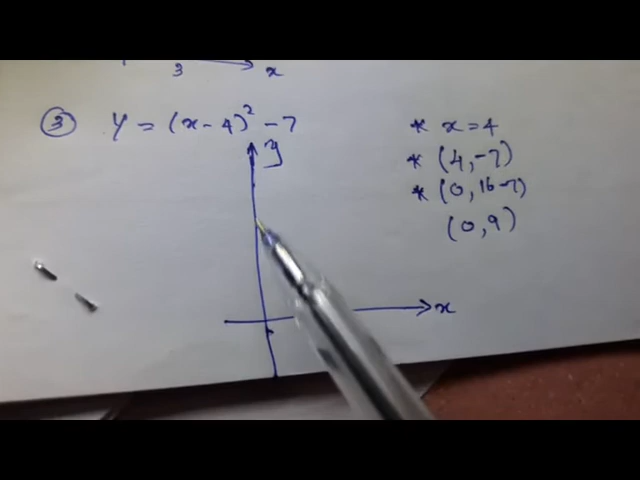 3 x
③ y = (x-4)² - 7
y
* x=4
* (4,-7)
* (0, 16-7)
(0, 9)
x